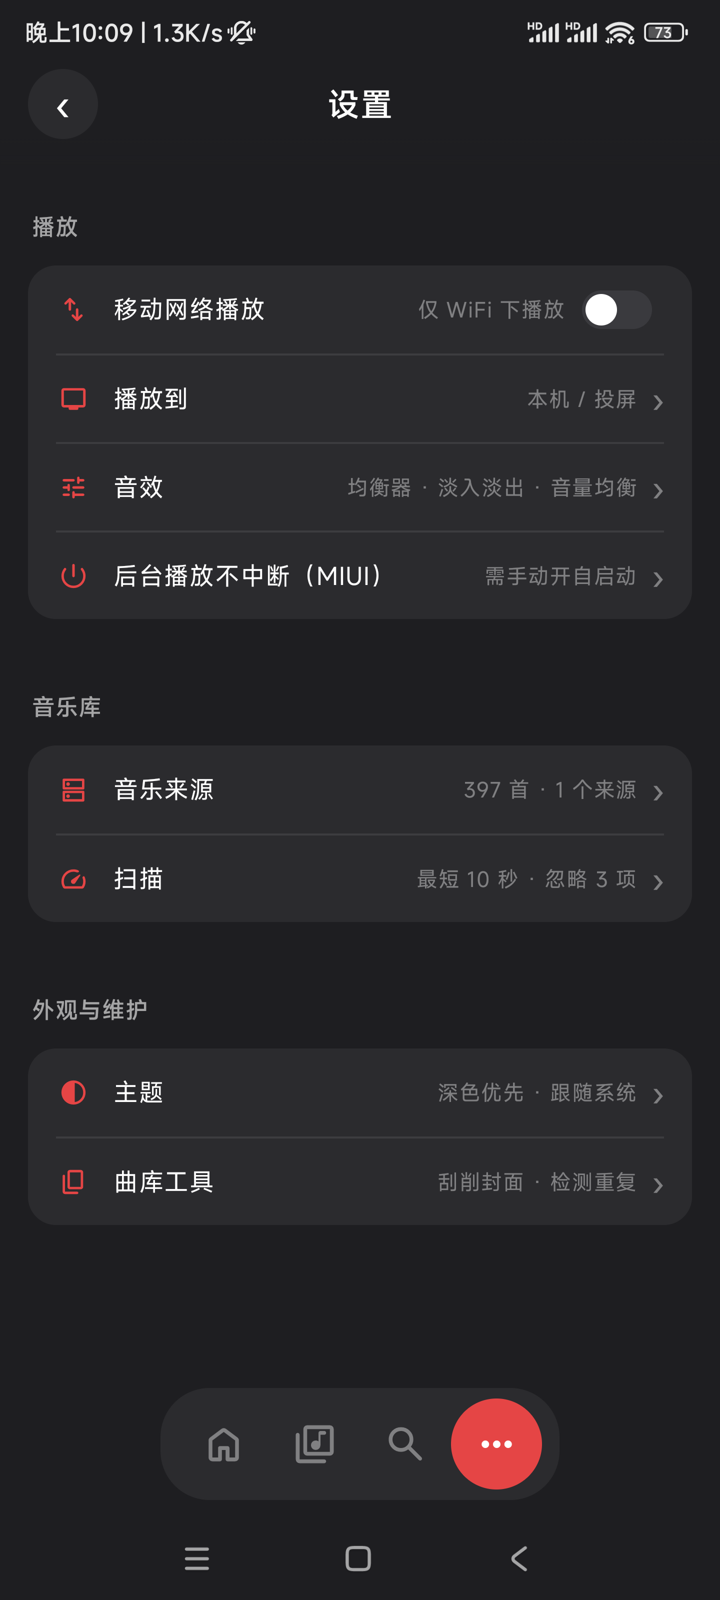 晚上10:09 | 1.3K/s
HD HD 6 73
‹ 设置
播放
移动网络播放 仅 WiFi 下播放
播放到 本机 / 投屏
音效 均衡器 · 淡入淡出 · 音量均衡
后台播放不中断（MIUI） 需手动开自启动
音乐库
音乐来源 397 首 · 1 个来源
扫描 最短 10 秒 · 忽略 3 项
外观与维护
主题 深色优先 · 跟随系统
曲库工具 刮削封面 · 检测重复